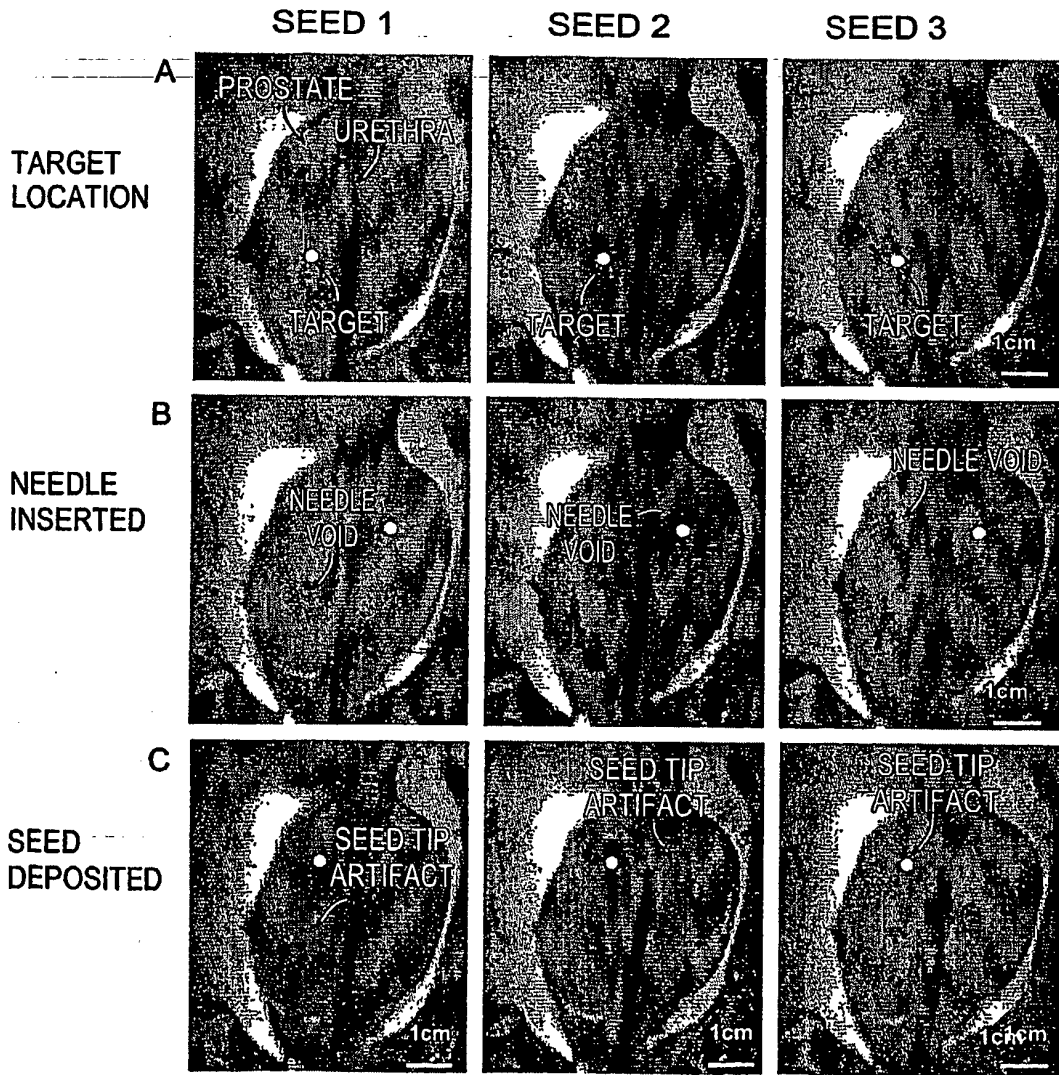 SEED 1
SEED 2
SEED 3
A
TARGET
LOCATION
PROSTATE
URETHRA
TARGET
TARGET
TARGET
1cm
B
NEEDLE
INSERTED
NEEDLE
VOID
NEEDLE
VOID
NEEDLE VOID
1cm
C
SEED
DEPOSITED
SEED TIP
ARTIFACT
1cm
SEED TIP
ARTIFACT
1cm
SEED TIP
ARTIFACT
1cm
1cm